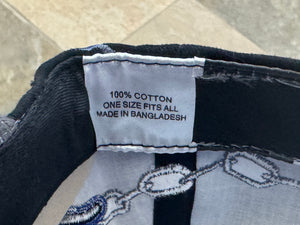 100% COTTON
ONE SIZE FITS ALL
MADE IN BANGLADESH